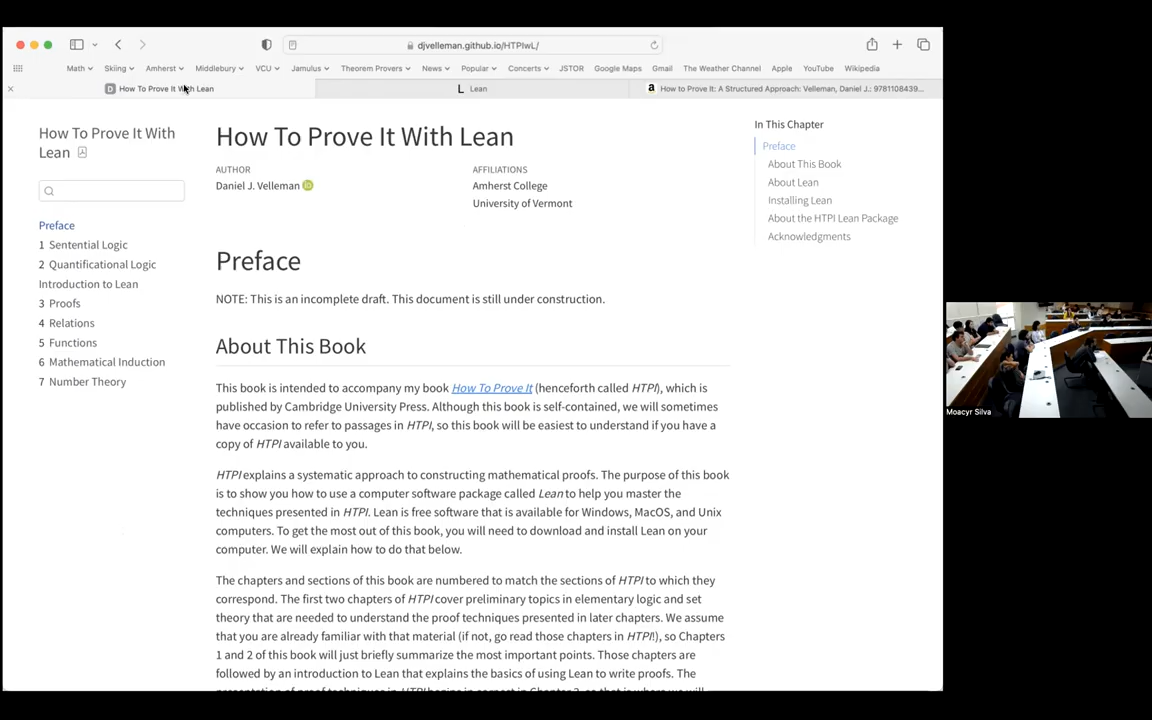 djvelleman.github.io/HTPIwL/
Math Skiing Amherst Middlebury VCU Jamulus Theorem Provers News Popular Concerts JSTOR Google Maps Gmail The Weather Channel Apple YouTube Wikipedia
How To Prove It With Lean
Lean
How to Prove It: A Structured Approach: Velleman, Daniel J.: 9781108439...
How To Prove It With
Lean
Preface
1 Sentential Logic
2 Quantificational Logic
Introduction to Lean
3 Proofs
4 Relations
5 Functions
6 Mathematical Induction
7 Number Theory
How To Prove It With Lean
AUTHOR
Daniel J. Velleman
AFFILIATIONS
Amherst College
University of Vermont
Preface
NOTE: This is an incomplete draft. This document is still under construction.
About This Book
This book is intended to accompany my book How To Prove It (henceforth called HTPI), which is
published by Cambridge University Press. Although this book is self-contained, we will sometimes
have occasion to refer to passages in HTPI, so this book will be easiest to understand if you have a
copy of HTPI available to you.
HTPI explains a systematic approach to constructing mathematical proofs. The purpose of this book
is to show you how to use a computer software package called Lean to help you master the
techniques presented in HTPI. Lean is free software that is available for Windows, MacOS, and Unix
computers. To get the most out of this book, you will need to download and install Lean on your
computer. We will explain how to do that below.
The chapters and sections of this book are numbered to match the sections of HTPI to which they
correspond. The first two chapters of HTPI cover preliminary topics in elementary logic and set
theory that are needed to understand the proof techniques presented in later chapters. We assume
that you are already familiar with that material (if not, go read those chapters in HTPI!), so Chapters
1 and 2 of this book will just briefly summarize the most important points. Those chapters are
followed by an introduction to Lean that explains the basics of using Lean to write proofs. The
In This Chapter
Preface
About This Book
About Lean
Installing Lean
About the HTPI Lean Package
Acknowledgments
Moacyr Silva